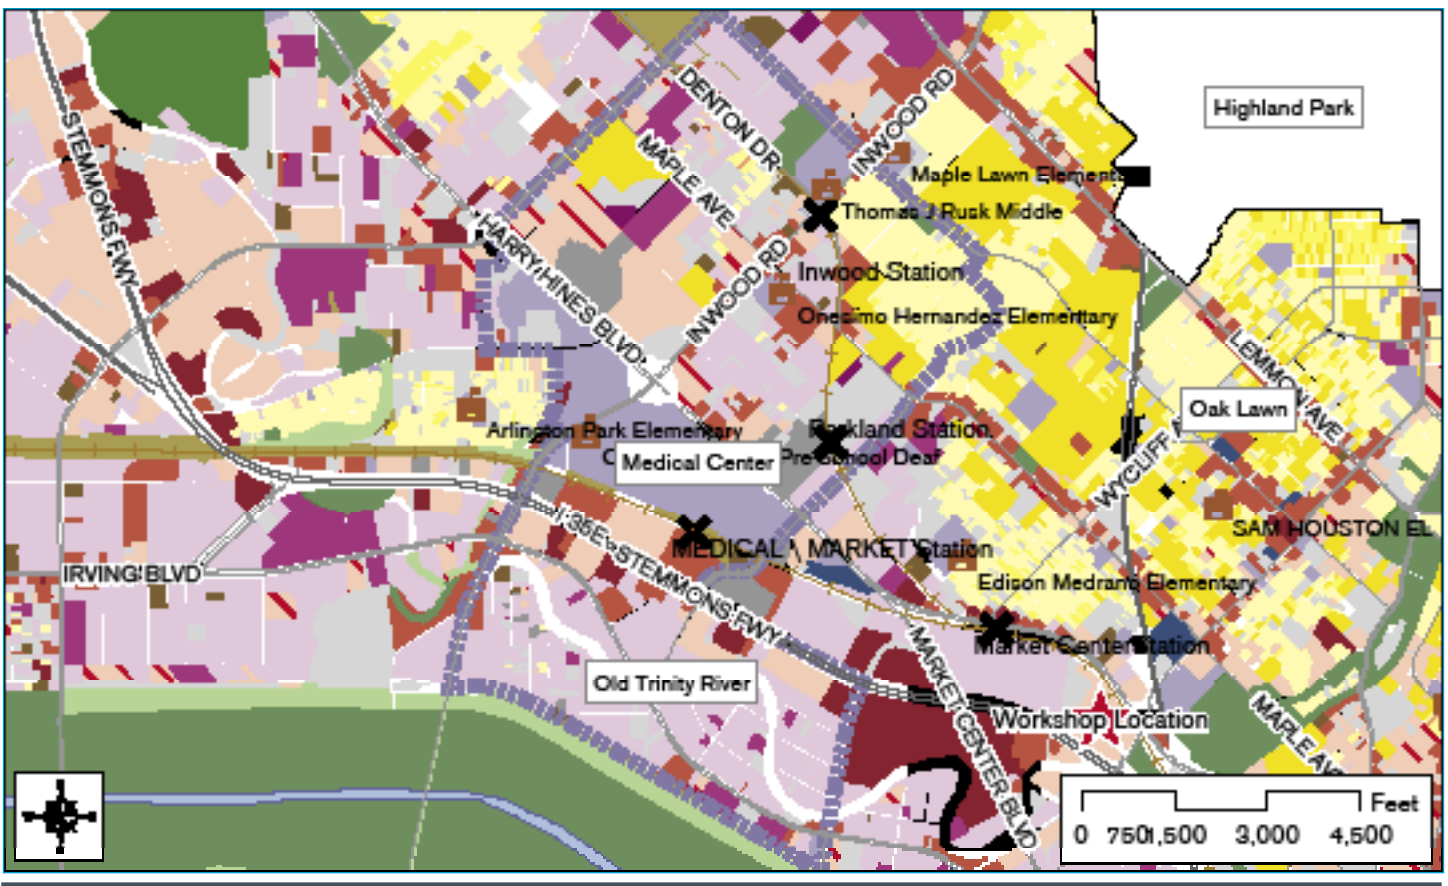 Highland Park
STEMMONS FWY
DENTON DR
INWOOD RD
MAPLE AVE
Maple Lawn Elementa
Thomas J Rusk Middle
HARRY HINES BLVD
INWOOD RD
Inwood Station
Onesimo Hernandez Elementary
LEMMON AVE
Oak Lawn
Arlington Park Elementary
Parkland Station
Medical Center
Pre School Deaf
WYCLIFF A
SAM HOUSTON EL
I 35E STEMMONS FWY
MEDICAL \ MARKET Station
IRVING BLVD
Edison Medrano Elementary
Market Center Station
MARKET CENTER BLVD
Old Trinity River
Workshop Location
MAPLE AVE
Feet
0 750 1,500 3,000 4,500